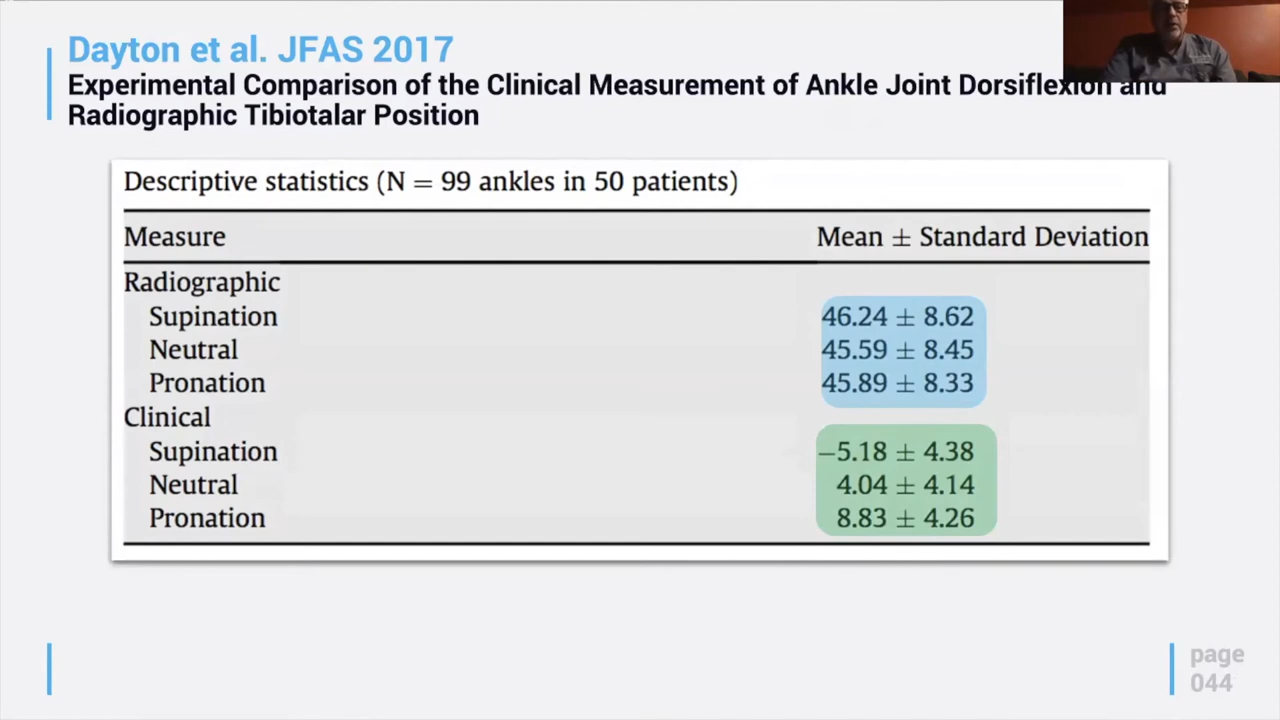 Dayton et al. JFAS 2017
Experimental Comparison of the Clinical Measurement of Ankle Joint Dorsiflexion and
Radiographic Tibiotalar Position
Descriptive statistics (N = 99 ankles in 50 patients)
Measure Mean ± Standard Deviation
Radiographic
Supination 46.24 ± 8.62
Neutral 45.59 ± 8.45
Pronation 45.89 ± 8.33
Clinical
Supination −5.18 ± 4.38
Neutral 4.04 ± 4.14
Pronation 8.83 ± 4.26
page
044